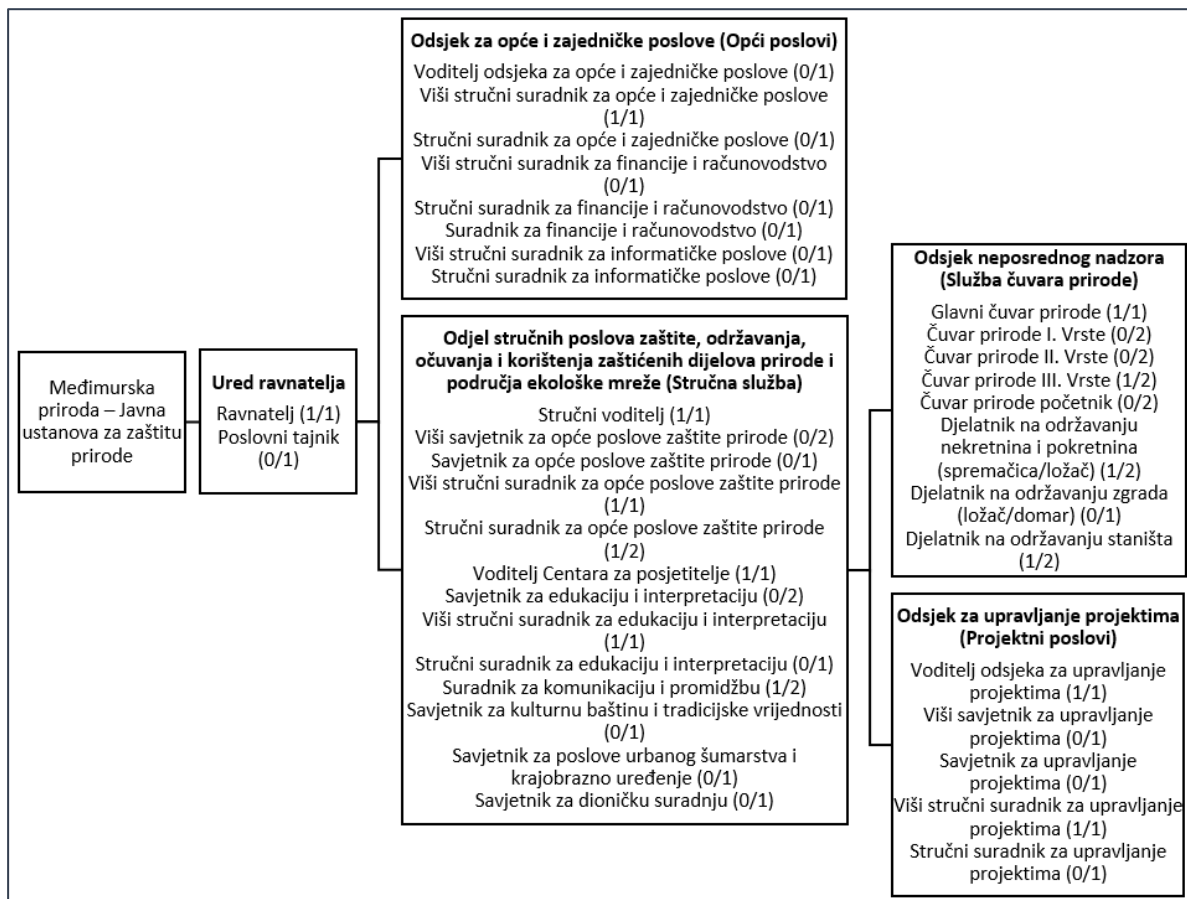 Međimurska
priroda – Javna
ustanova za zaštitu
prirode
Ured ravnatelja
Ravnatelj (1/1)
Poslovni tajnik
(0/1)
Odsjek za opće i zajedničke poslove (Opći poslovi)
Voditelj odsjeka za opće i zajedničke poslove (0/1)
Viši stručni suradnik za opće i zajedničke poslove
(1/1)
Stručni suradnik za opće i zajedničke poslove (0/1)
Viši stručni suradnik za financije i računovodstvo
(0/1)
Stručni suradnik za financije i računovodstvo (0/1)
Suradnik za financije i računovodstvo (0/1)
Viši stručni suradnik za informatičke poslove (0/1)
Stručni suradnik za informatičke poslove (0/1)
Odjel stručnih poslova zaštite, održavanja,
očuvanja i korištenja zaštićenih dijelova prirode i
područja ekološke mreže (Stručna služba)
Stručni voditelj (1/1)
Viši savjetnik za opće poslove zaštite prirode (0/2)
Savjetnik za opće poslove zaštite prirode (0/1)
Viši stručni suradnik za opće poslove zaštite prirode
(1/1)
Stručni suradnik za opće poslove zaštite prirode
(1/2)
Voditelj Centara za posjetitelje (1/1)
Savjetnik za edukaciju i interpretaciju (0/2)
Viši stručni suradnik za edukaciju i interpretaciju
(1/1)
Stručni suradnik za edukaciju i interpretaciju (0/1)
Suradnik za komunikaciju i promidžbu (1/2)
Savjetnik za kulturnu baštinu i tradicijske vrijednosti
(0/1)
Savjetnik za poslove urbanog šumarstva i
krajobrazno uređenje (0/1)
Savjetnik za dioničku suradnju (0/1)
Odsjek neposrednog nadzora
(Služba čuvara prirode)
Glavni čuvar prirode (1/1)
Čuvar prirode I. Vrste (0/2)
Čuvar prirode II. Vrste (0/2)
Čuvar prirode III. Vrste (1/2)
Čuvar prirode početnik (0/2)
Djelatnik na održavanju
nekretnina i pokretnina
(spremačica/ložač) (1/2)
Djelatnik na održavanju zgrada
(ložač/domar) (0/1)
Djelatnik na održavanju staništa
(1/2)
Odsjek za upravljanje projektima
(Projektni poslovi)
Voditelj odsjeka za upravljanje
projektima (1/1)
Viši savjetnik za upravljanje
projektima (0/1)
Savjetnik za upravljanje
projektima (0/1)
Viši stručni suradnik za upravljanje
projektima (1/1)
Stručni suradnik za upravljanje
projektima (0/1)